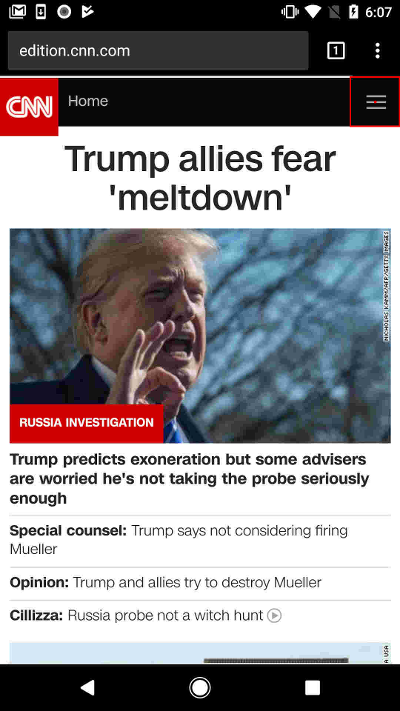 6:07
edition.cnn.com
1
CNN
Home
Trump allies fear
'meltdown'
NICHOLAS KAMM/AFP/GETTY IMAGES
RUSSIA INVESTIGATION
Trump predicts exoneration but some advisers
are worried he's not taking the probe seriously
enough
Special counsel: Trump says not considering firing
Mueller
Opinion: Trump and allies try to destroy Mueller
Cillizza: Russia probe not a witch hunt